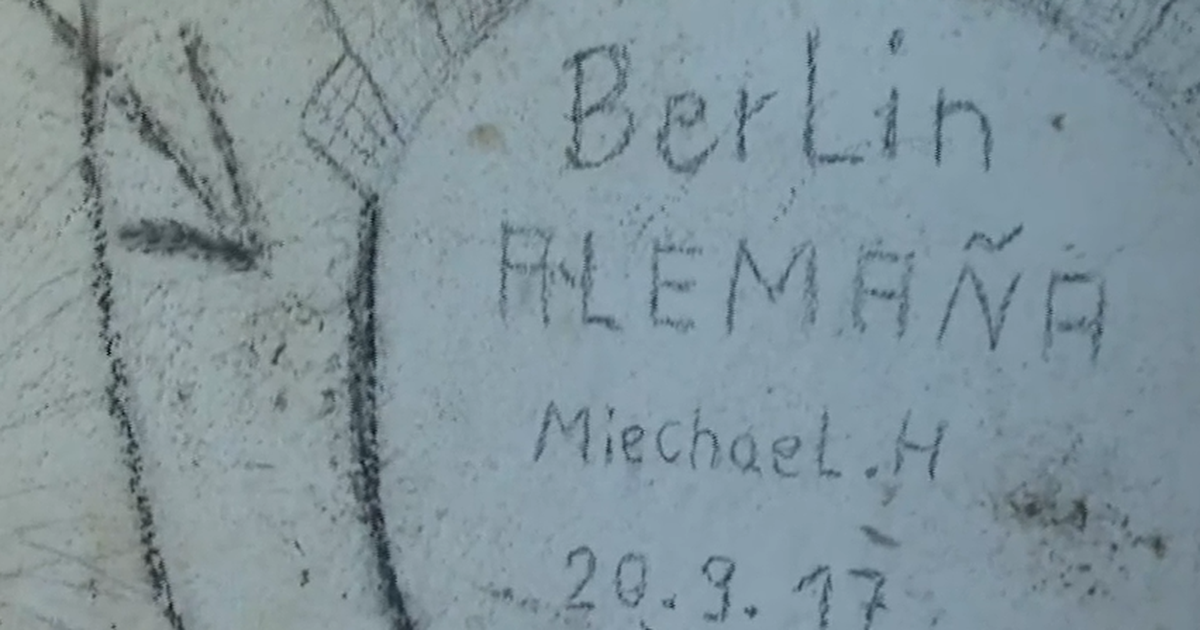 BerLin.
ALEMAÑA
MiechaeL.H
20.9.17